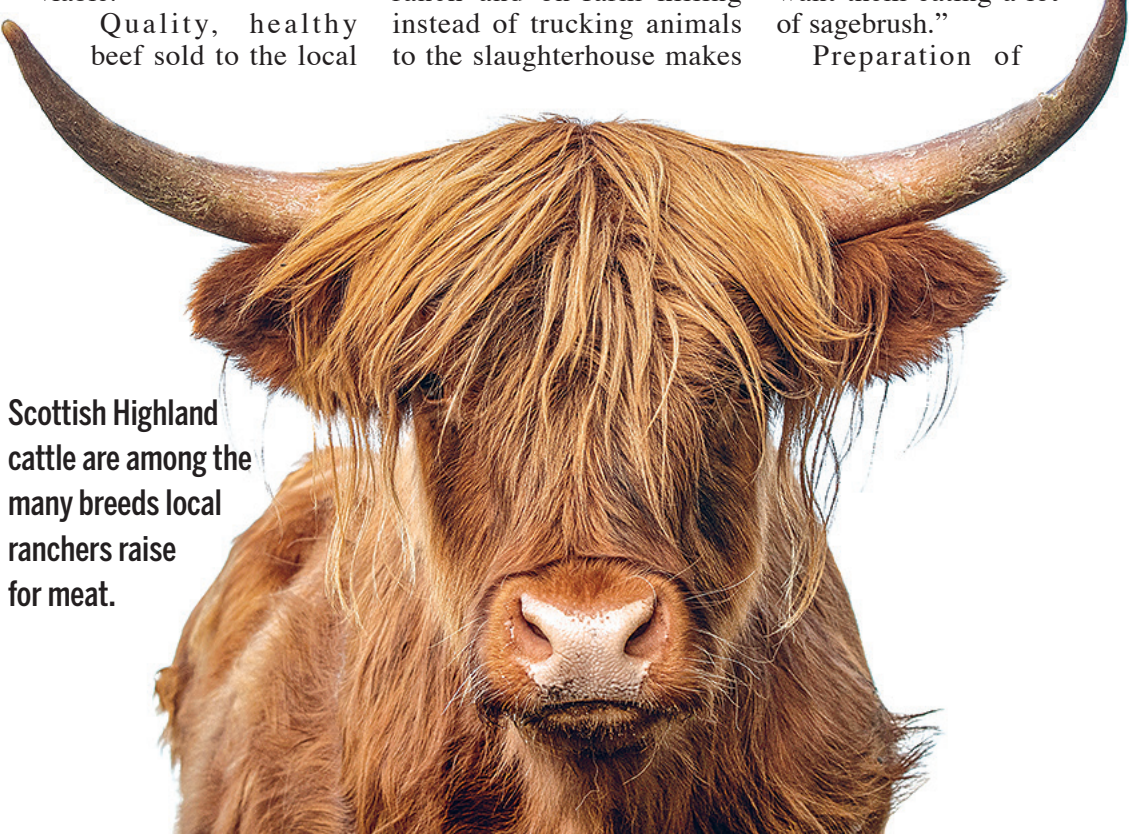 Quality, healthy
beef sold to the local
instead of trucking animals
to the slaughterhouse makes
of sagebrush.”
Preparation of
Scottish Highland
cattle are among the
many breeds local
ranchers raise
for meat.